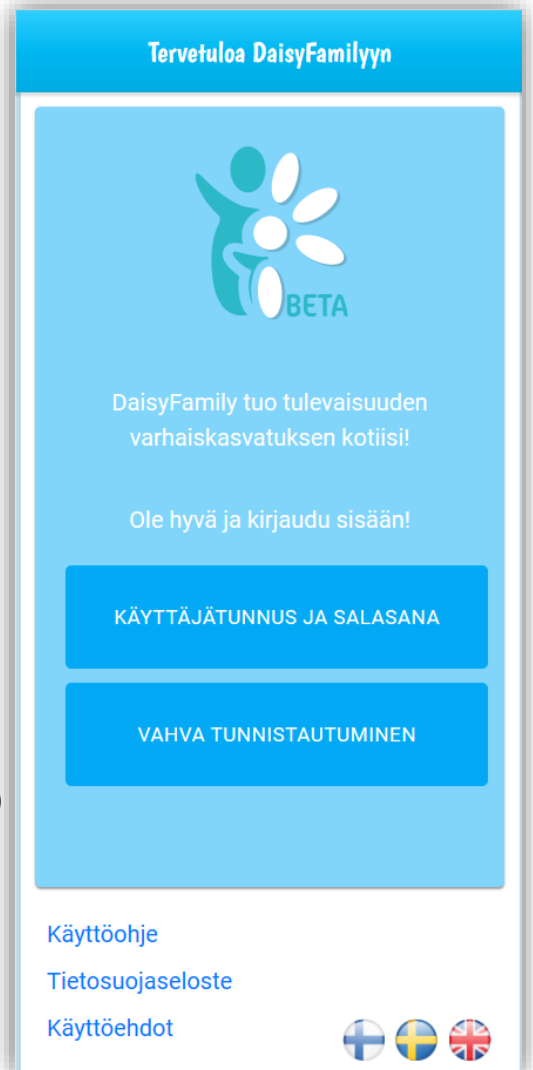 Tervetuloa DaisyFamilyyn
BETA
DaisyFamily tuo tulevaisuuden
varhaiskasvatuksen kotiisi!
Ole hyvä ja kirjaudu sisään!
KÄYTTÄJÄTUNNUS JA SALASANA
VAHVA TUNNISTAUTUMINEN
Käyttöohje
Tietosuojaseloste
Käyttöehdot